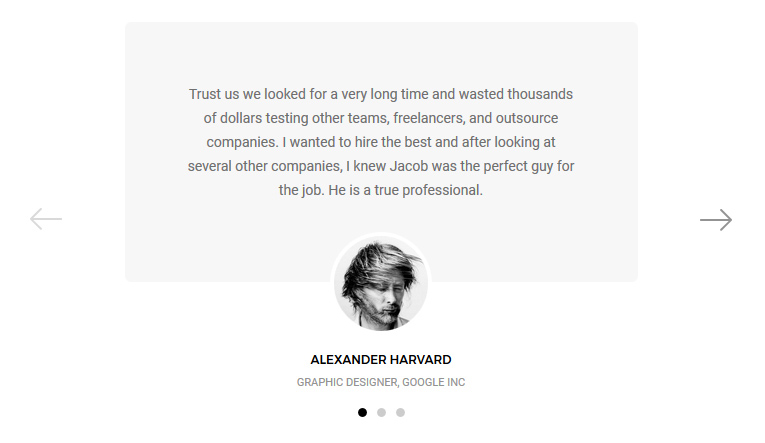 Trust us we looked for a very long time and wasted thousands
of dollars testing other teams, freelancers, and outsource
companies. I wanted to hire the best and after looking at
several other companies, I knew Jacob was the perfect guy for
the job. He is a true professional.
ALEXANDER HARVARD
GRAPHIC DESIGNER, GOOGLE INC